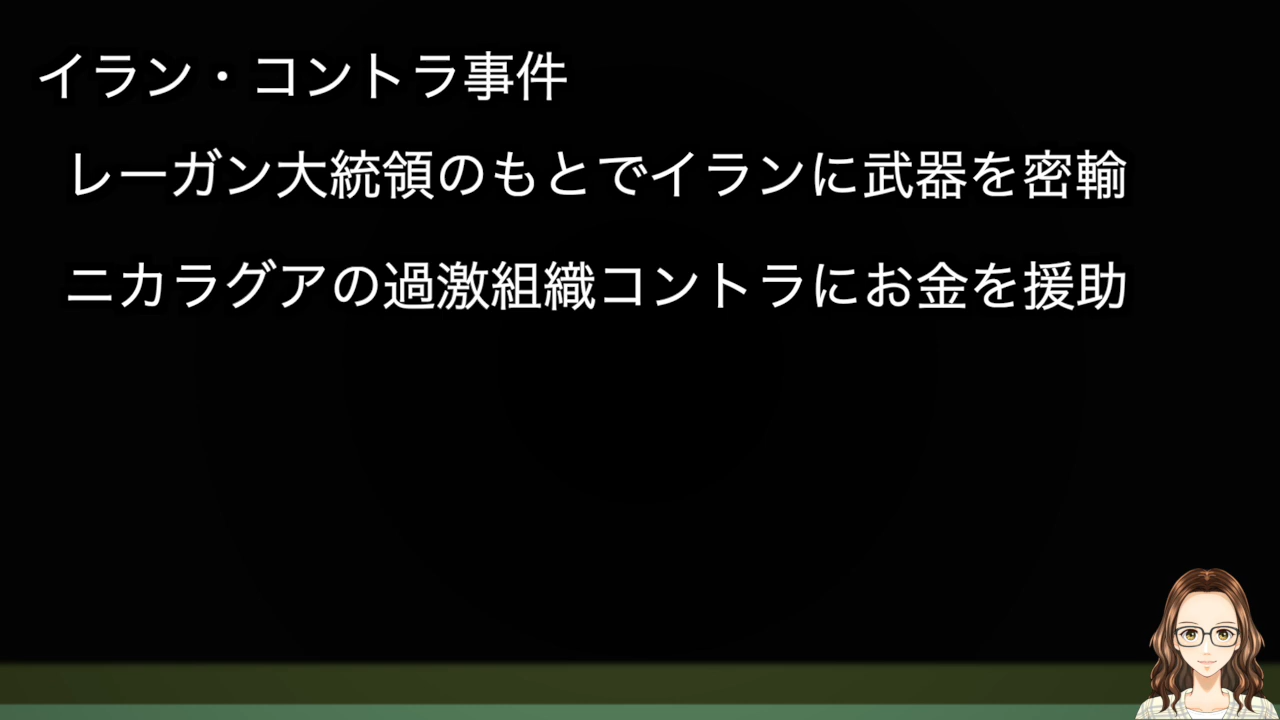 イラン・コントラ事件
レーガン大統領のもとでイランに武器を密輸
ニカラグアの過激組織コントラにお金を援助